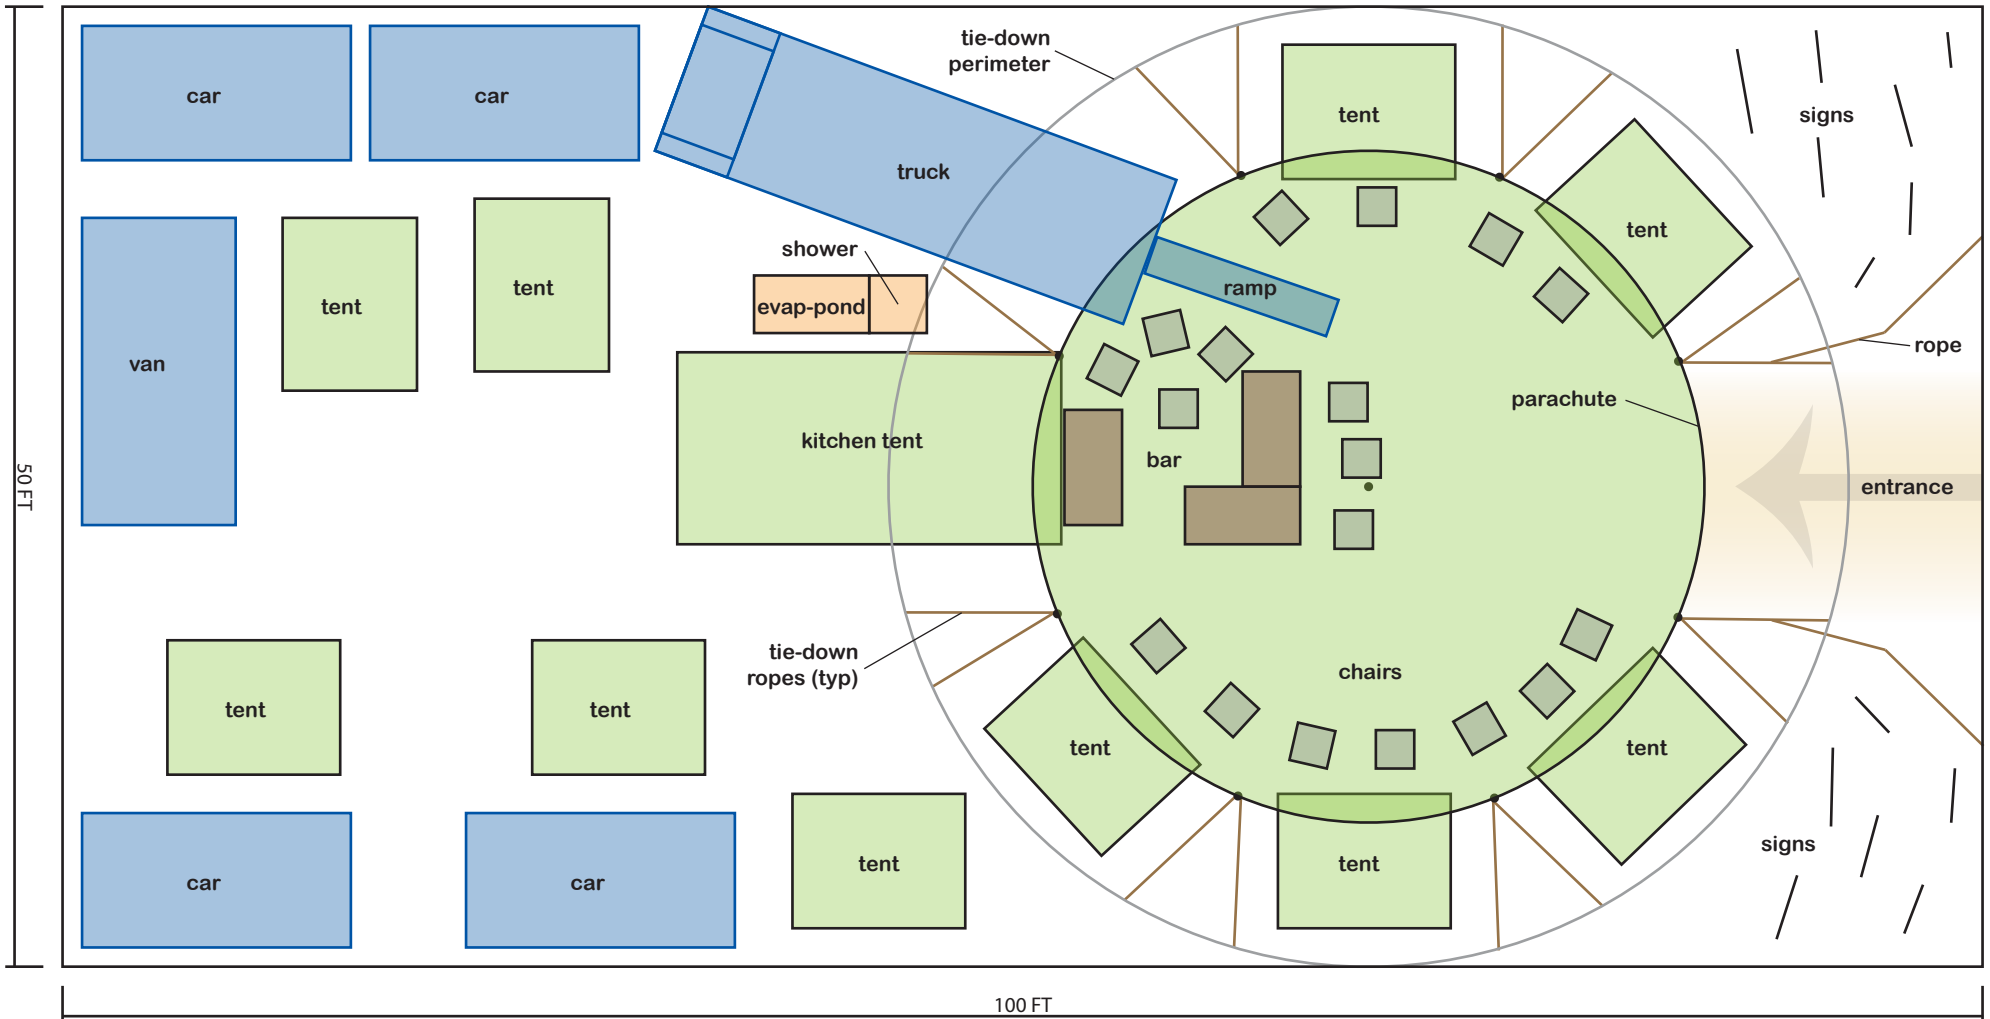 tie-down
perimeter
car
car
tent
signs
truck
tent
shower
tent
tent
ramp
evap-pond
van
rope
parachute
kitchen tent
bar
50 FT
entrance
tie-down
ropes (typ)
chairs
tent
tent
tent
tent
signs
tent
tent
car
car
100 FT